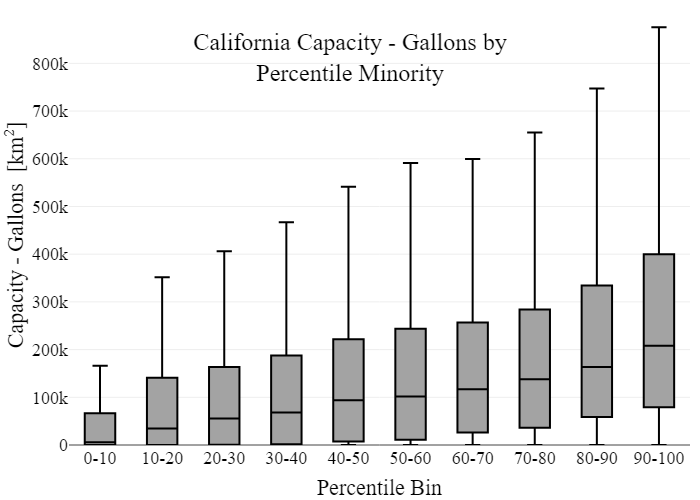 California Capacity - Gallons by
Percentile Minority
Capacity - Gallons [km²]
800k
700k
600k
500k
400k
300k
200k
100k
0
0-10 10-20 20-30 30-40 40-50 50-60 60-70 70-80 80-90 90-100
Percentile Bin